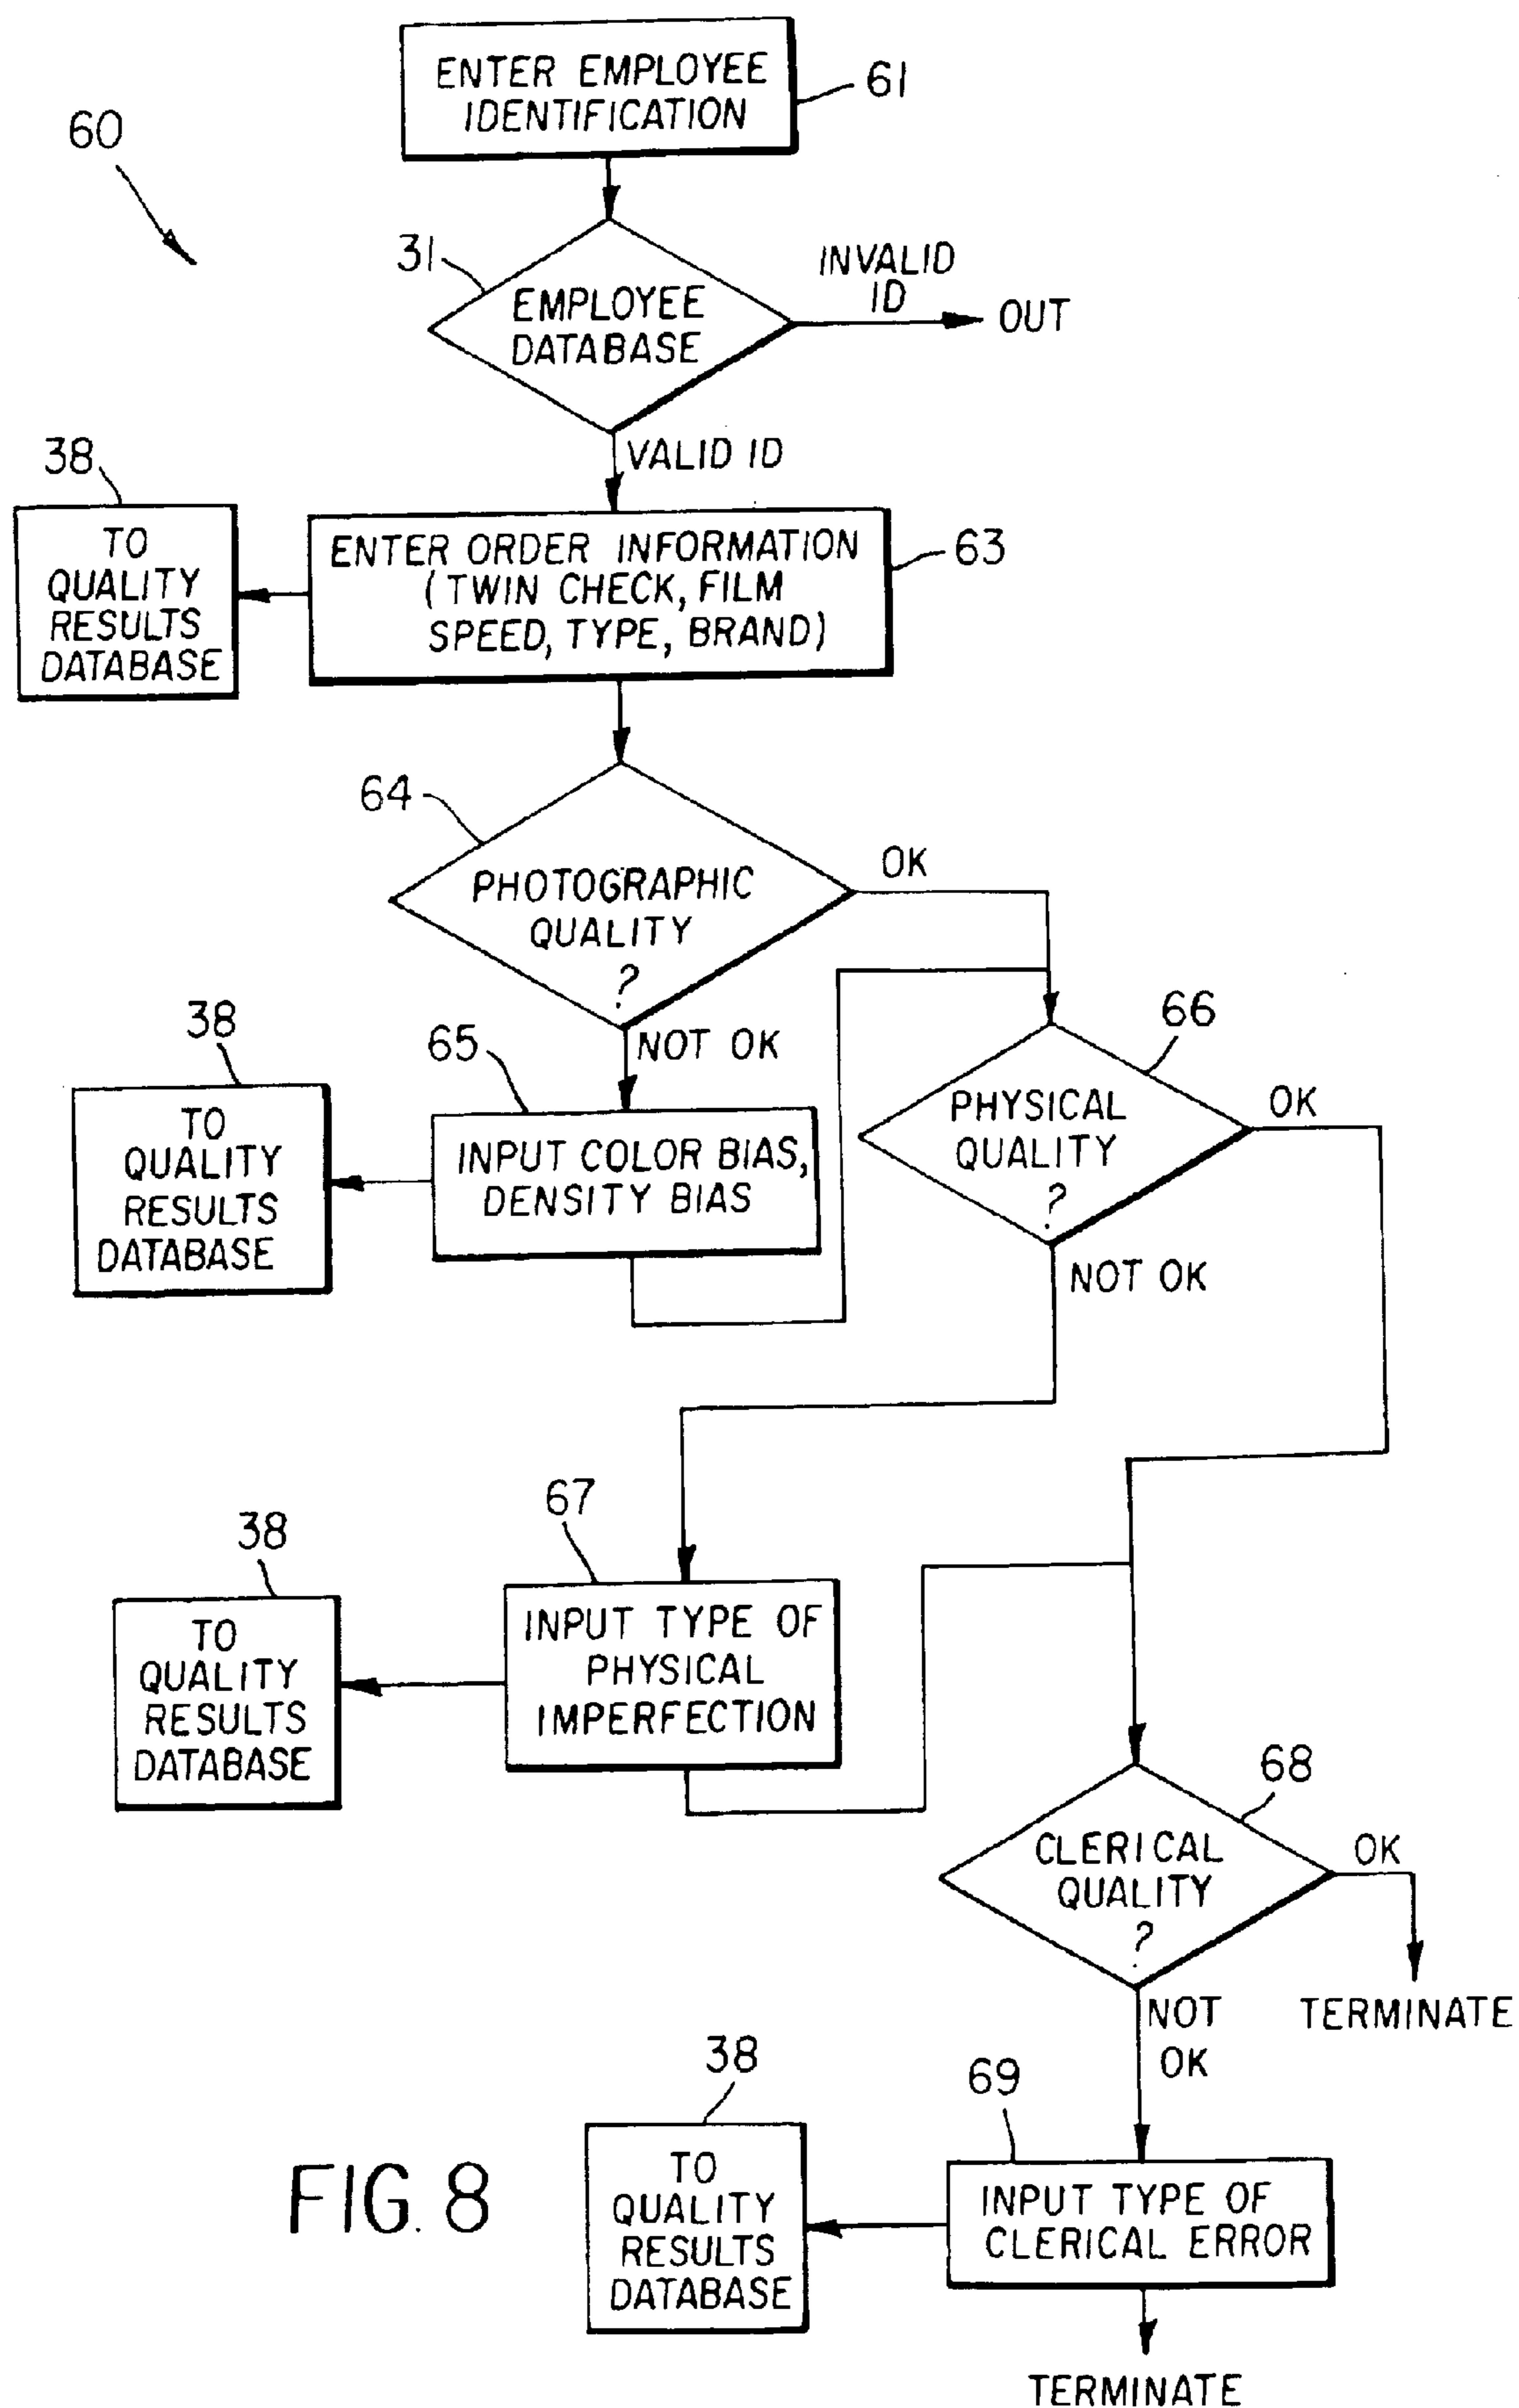 ENTER EMPLOYEE
IDENTIFICATION
61
60
31
EMPLOYEE
DATABASE
INVALID
ID
OUT
VALID ID
38
TO
QUALITY
RESULTS
DATABASE
ENTER ORDER INFORMATION
(TWIN CHECK, FILM
SPEED, TYPE, BRAND)
63
64
PHOTOGRAPHIC
QUALITY
?
OK
NOT OK
38
TO
QUALITY
RESULTS
DATABASE
65
INPUT COLOR BIAS,
DENSITY BIAS
66
PHYSICAL
QUALITY
?
OK
NOT OK
38
TO
QUALITY
RESULTS
DATABASE
67
INPUT TYPE OF
PHYSICAL
IMPERFECTION
68
CLERICAL
QUALITY
?
OK
TERMINATE
NOT
OK
38
TO
QUALITY
RESULTS
DATABASE
69
INPUT TYPE OF
CLERICAL ERROR
TERMINATE
FIG. 8